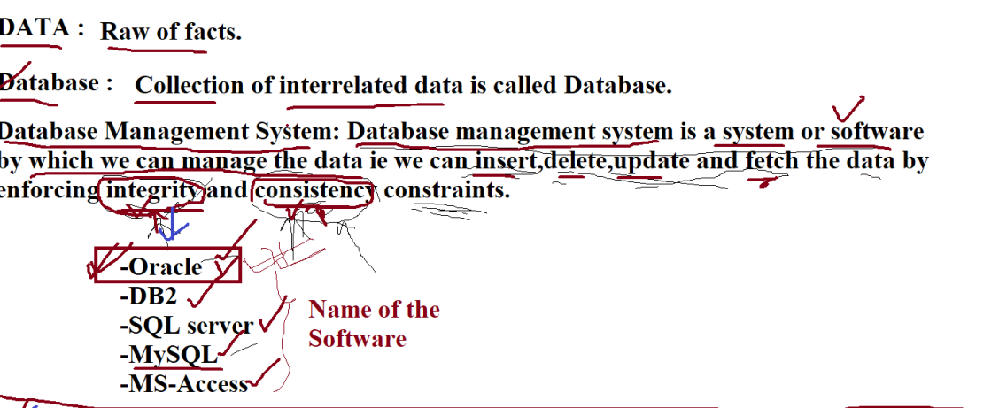 DATA : Raw of facts.
Database : Collection of interrelated data is called Database.
Database Management System: Database management system is a system or software
by which we can manage the data ie we can insert,delete,update and fetch the data by
enforcing integrity and consistency constraints.
-Oracle
-DB2
-SQL server
-MySQL
-MS-Access
Name of the
Software